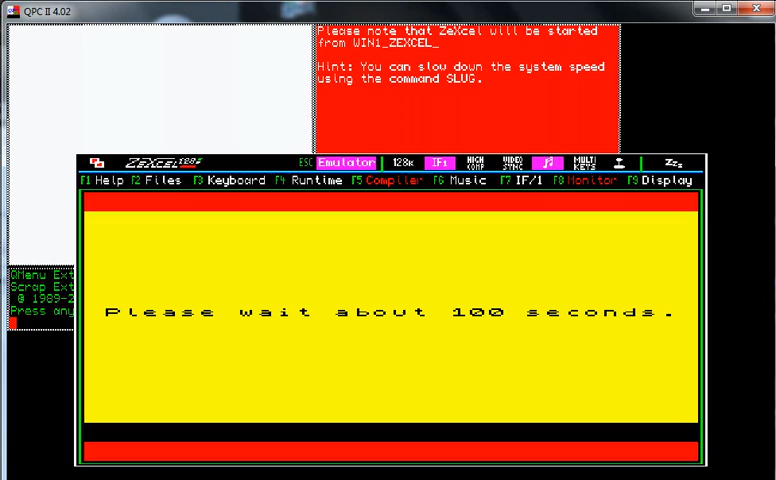 QPC II 4.02
Please note that ZeXcel will be started
from WIN1_ZEXCEL_
Hint: You can slow down the system speed
using the command SLUG.
ZEXCEL 128
ESC Emulator 128K IF1 HIGH COMP VIDEO SYNC MULTI KEYS Zzz
F1 Help F2 Files F3 Keyboard F4 Runtime F5 Compiler F6 Music F7 IF/1 F8 Monitor F9 Display
QMenu Ext
Scrap Ext
@ 1989-2
Press any
Please wait about 100 seconds.